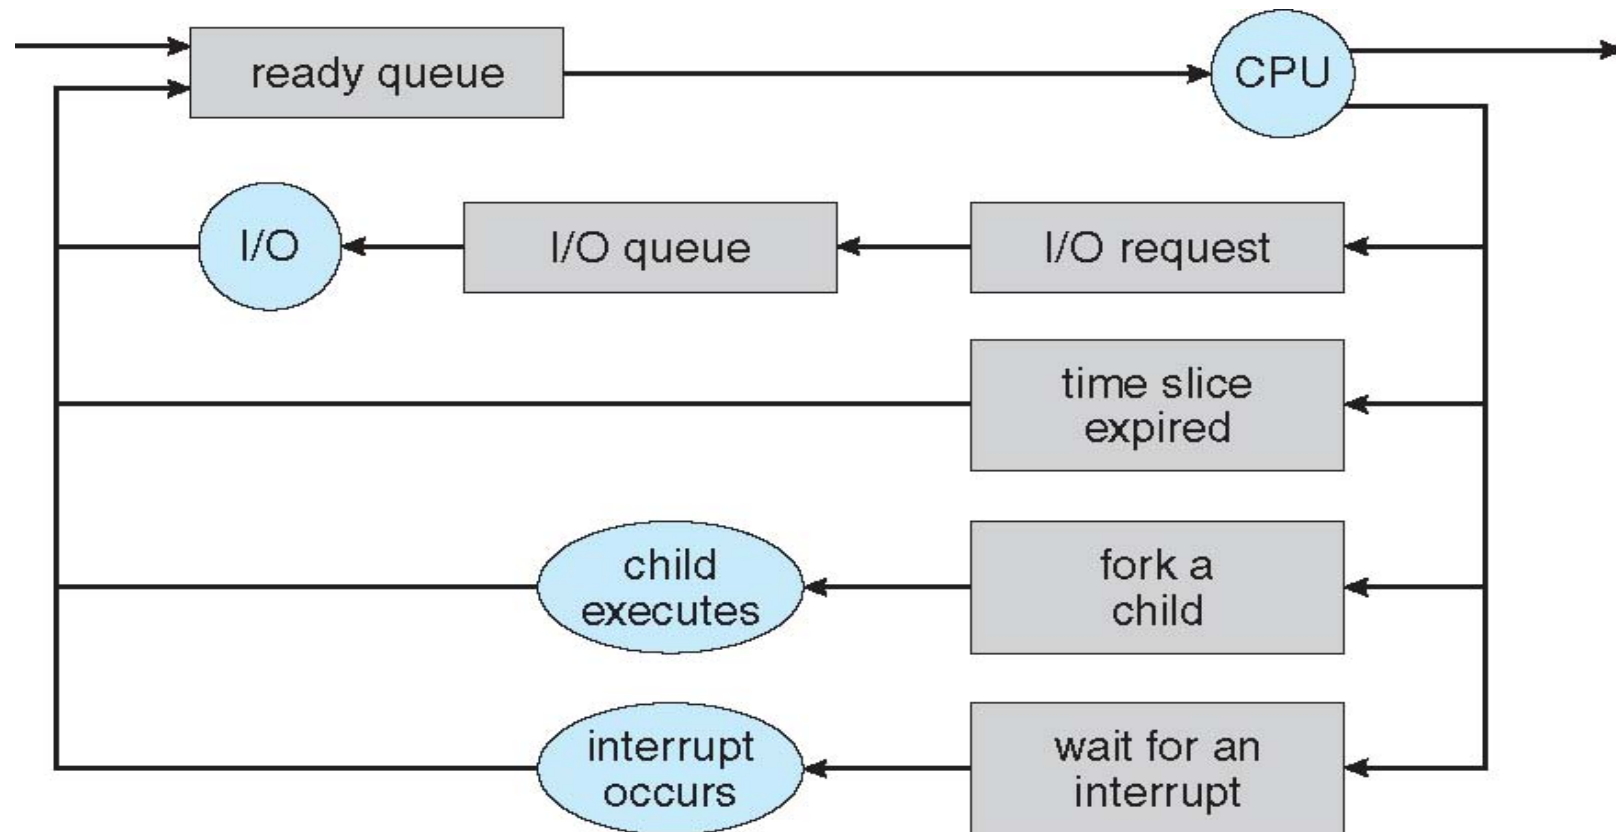 ready queue
CPU
I/O
I/O queue
I/O request
time slice
expired
child
executes
fork a
child
interrupt
occurs
wait for an
interrupt